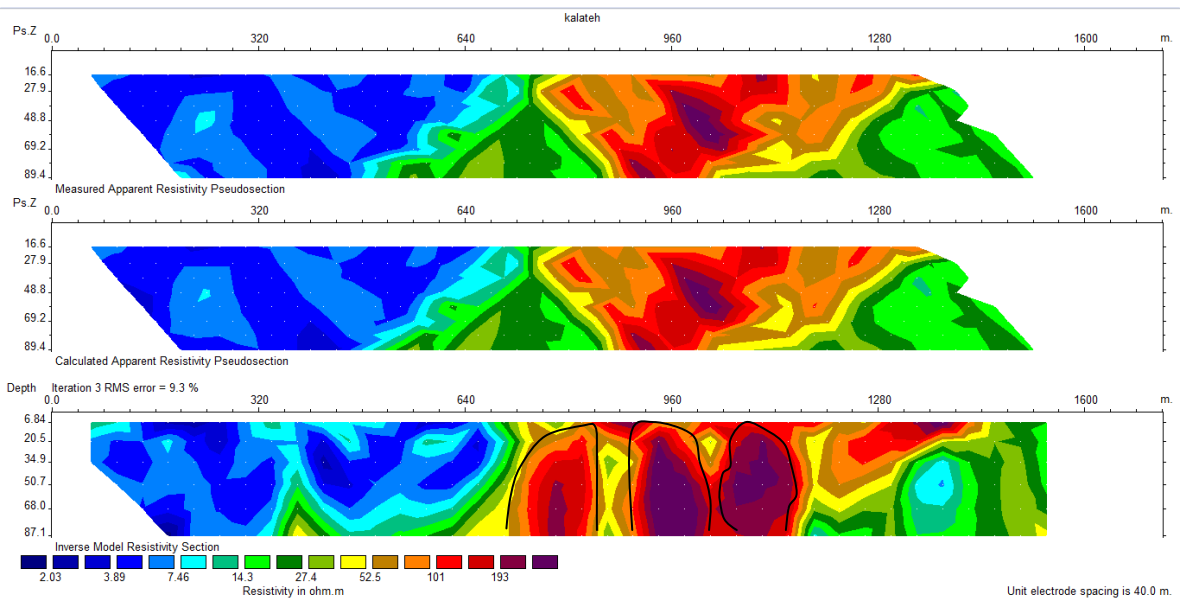 kalateh
Ps.Z 0.0 320 640 960 1280 1600 m.
16.6
27.9
48.8
69.2
89.4
Measured Apparent Resistivity Pseudosection
Ps.Z 0.0 320 640 960 1280 1600 m.
16.6
27.9
48.8
69.2
89.4
Calculated Apparent Resistivity Pseudosection
Depth Iteration 3 RMS error = 9.3 %
0.0 320 640 960 1280 1600 m.
6.84
20.5
34.9
50.7
68.0
87.1
Inverse Model Resistivity Section
2.03 3.89 7.46 14.3 27.4 52.5 101 193
Resistivity in ohm.m Unit electrode spacing is 40.0 m.